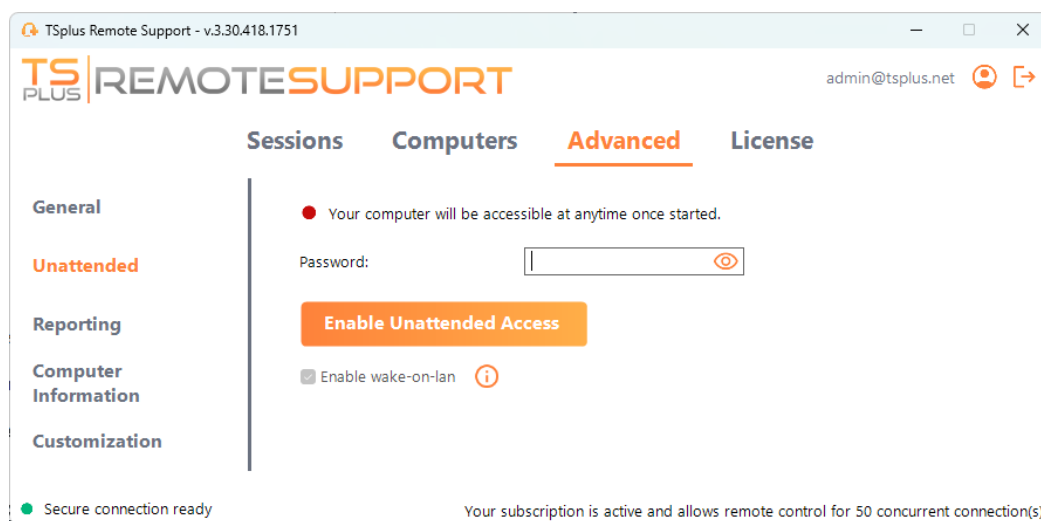 TSplus Remote Support - v.3.30.418.1751
TS PLUS REMOTESUPPORT
admin@tsplus.net
Sessions Computers Advanced License
General
Unattended
Reporting
Computer
Information
Customization
Your computer will be accessible at anytime once started.
Password:
Enable Unattended Access
Enable wake-on-lan
Secure connection ready
Your subscription is active and allows remote control for 50 concurrent connection(s)